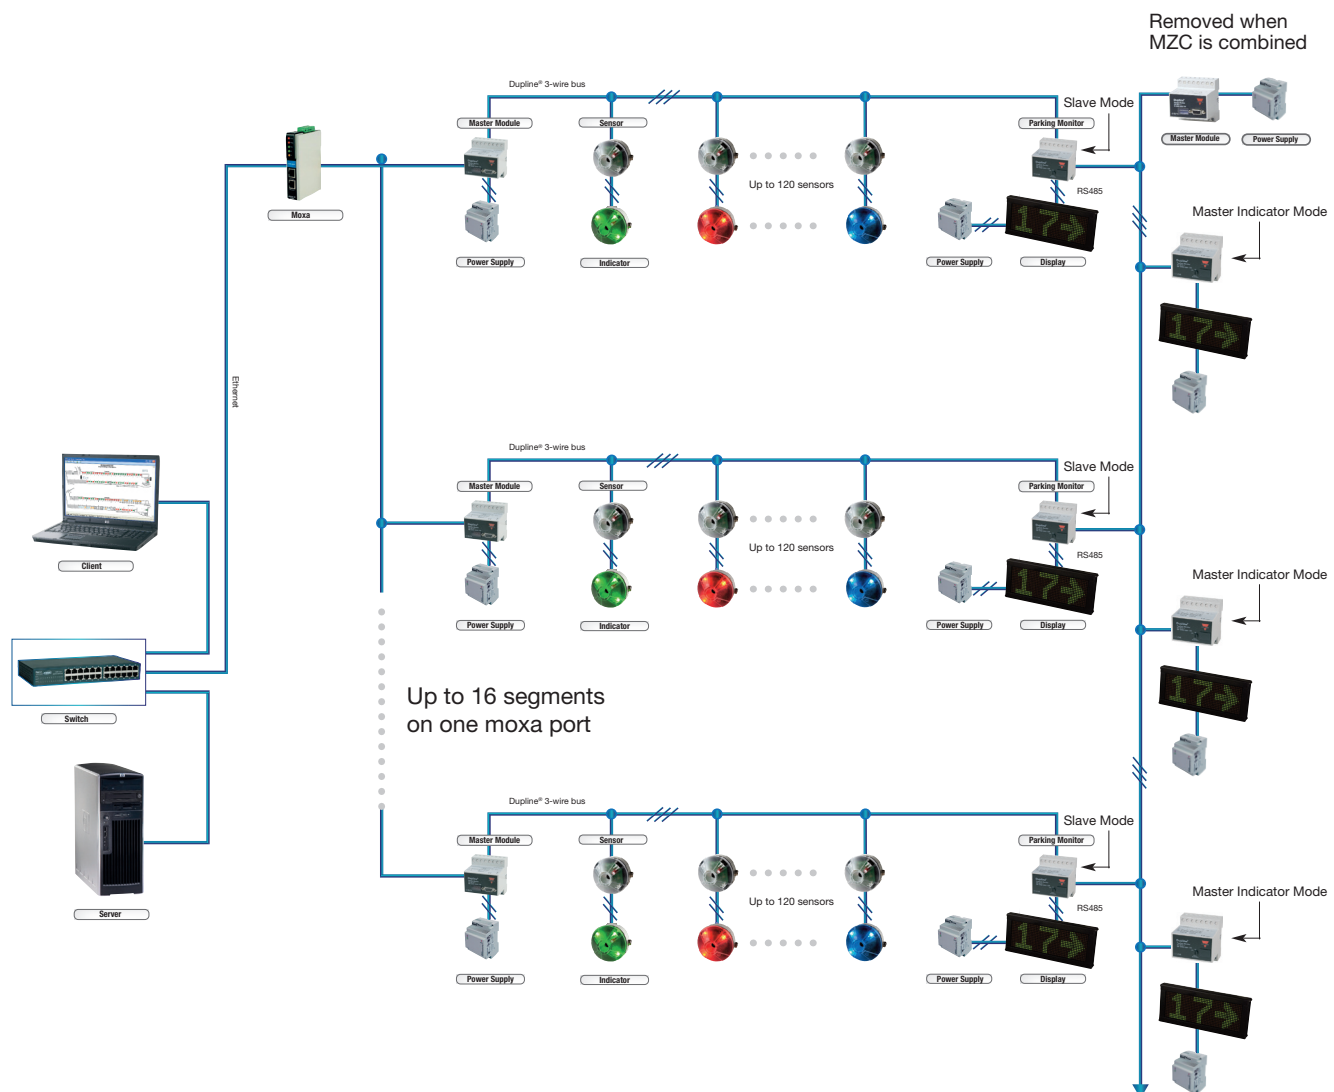 Removed when
MZC is combined
Dupline® 3-wire bus
Slave Mode
Master Module
Sensor
Parking Monitor
Master Module
Power Supply
Up to 120 sensors
RS485
Moxa
Master Indicator Mode
17
Power Supply
Indicator
Power Supply
Display
17
Ethernet
Dupline® 3-wire bus
Slave Mode
Master Module
Sensor
Parking Monitor
Up to 120 sensors
RS485
Client
Master Indicator Mode
17
Power Supply
Indicator
Power Supply
Display
17
Up to 16 segments
on one moxa port
Switch
Dupline® 3-wire bus
Slave Mode
Master Module
Sensor
Parking Monitor
Up to 120 sensors
RS485
Master Indicator Mode
Server
17
Power Supply
Indicator
Power Supply
Display
17